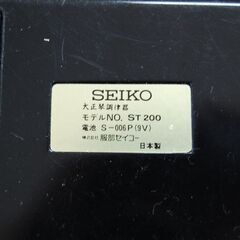 SEIKO
大正琴調律器
モデルNO. ST200
電池 S-006P(9V)
株式会社 服部セイコー
日本製